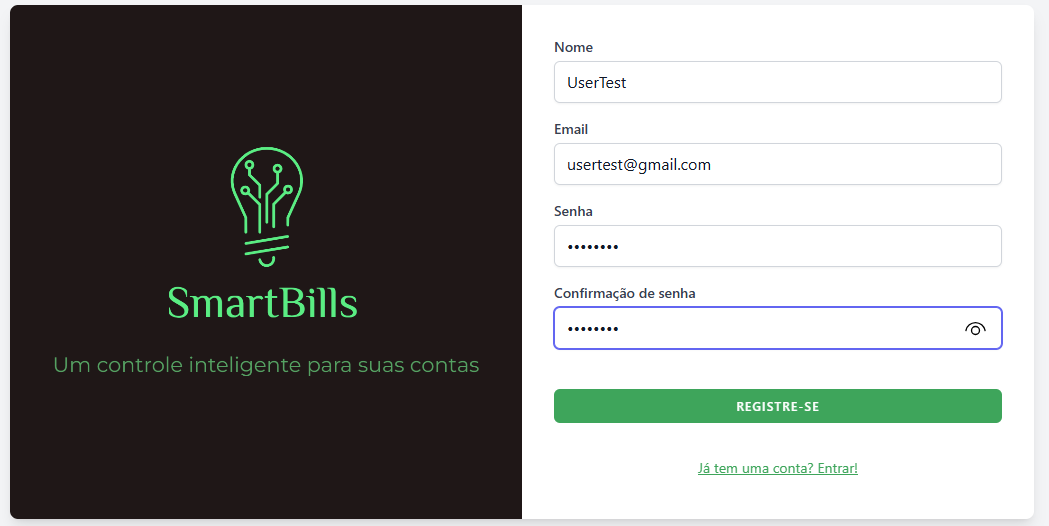 SmartBills
Um controle inteligente para suas contas
Nome
UserTest
Email
usertest@gmail.com
Senha
••••••••
Confirmação de senha
••••••••
REGISTRE-SE
Já tem uma conta? Entrar!